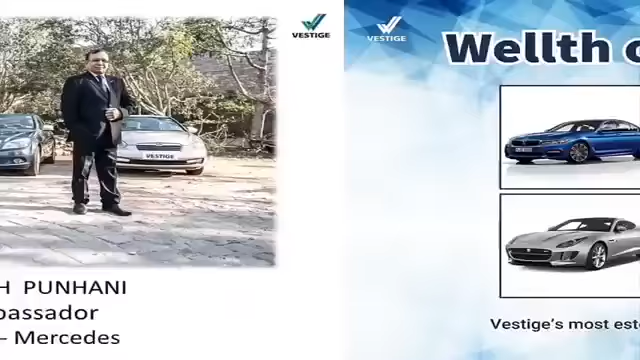 VESTIGE
VESTIGE
H PUNHANI
bassador
– Mercedes
VESTIGE
Wellth o
Vestige's most est